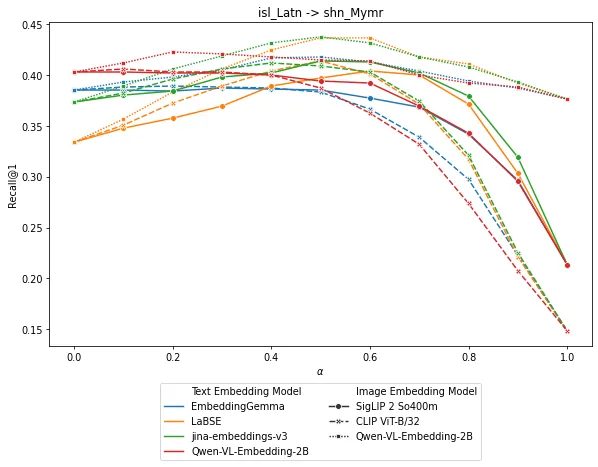 isl_Latn -> shn_Mymr
0.45
0.40
0.35
0.30
0.25
0.20
0.15
Recall@1
0.0 0.2 0.4 0.6 0.8 1.0
α
Text Embedding Model
EmbeddingGemma
LaBSE
jina-embeddings-v3
Qwen-VL-Embedding-2B
Image Embedding Model
SigLIP 2 So400m
CLIP ViT-B/32
Qwen-VL-Embedding-2B